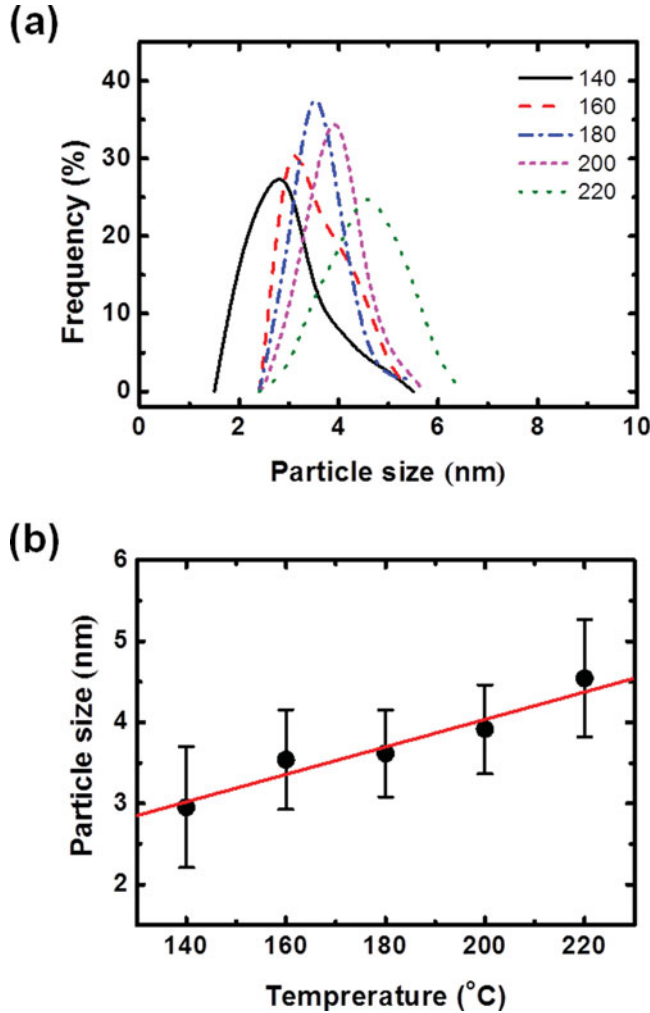 (a)
Frequency (%)
40
30
20
10
0
140
160
180
200
220
0 2 4 6 8 10
Particle size (nm)
(b)
Particle size (nm)
6
5
4
3
2
140 160 180 200 220
Temprerature (°C)